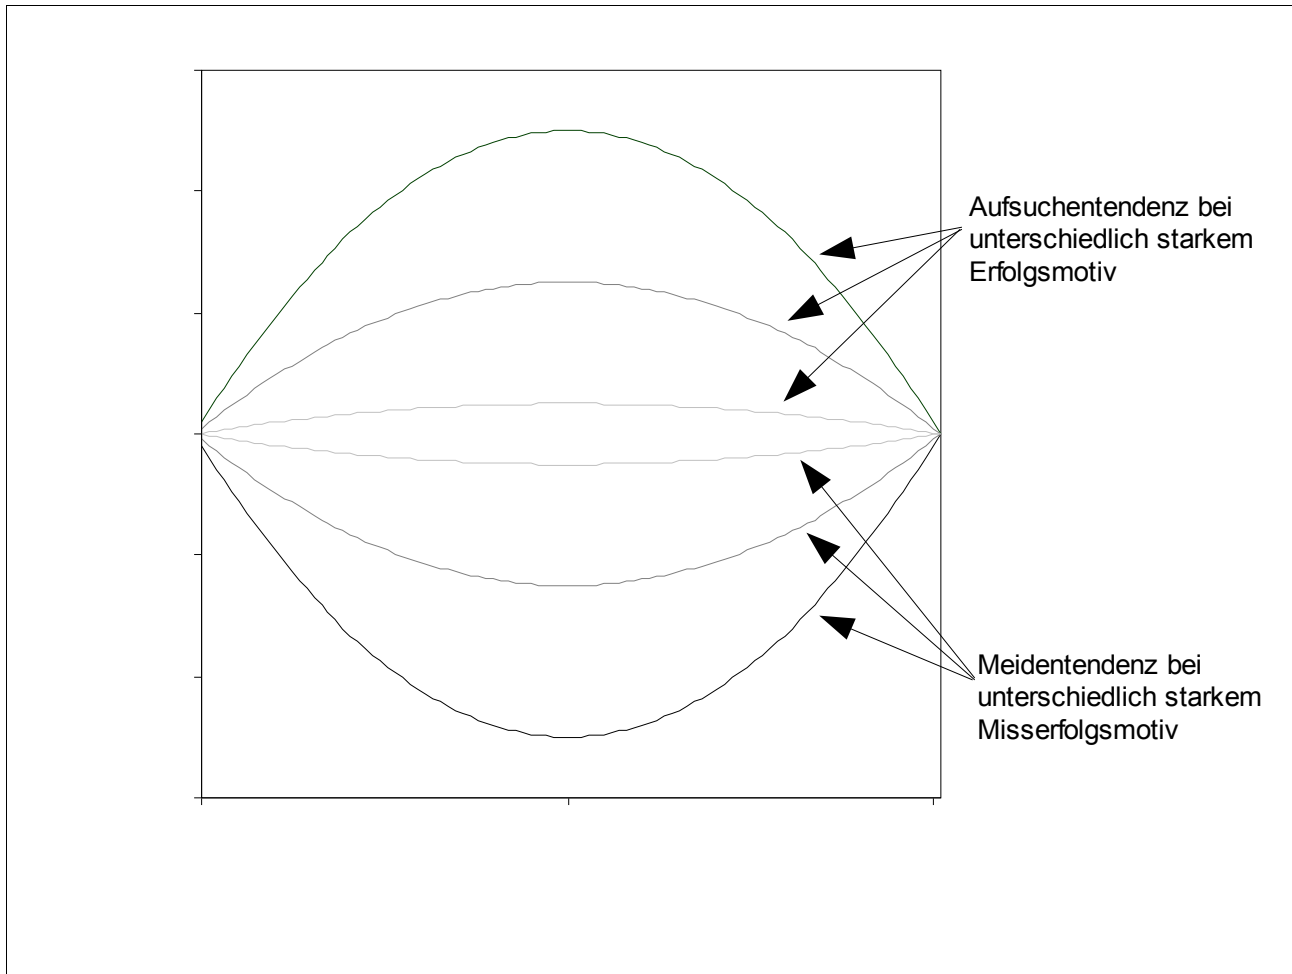 Aufsuchentendenz bei
unterschiedlich starkem
Erfolgsmotiv
Meidentendenz bei
unterschiedlich starkem
Misserfolgsmotiv